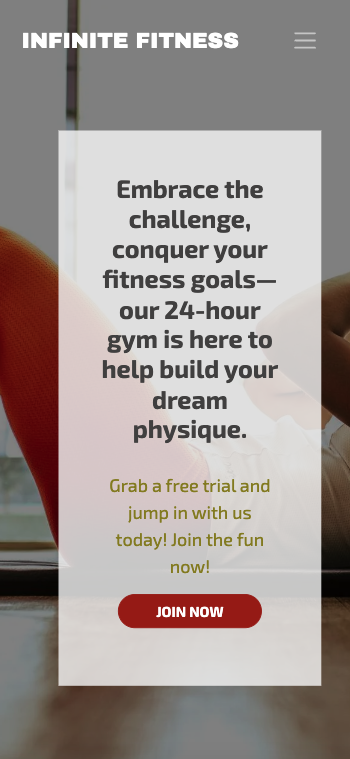 INFINITE FITNESS
Embrace the
challenge,
conquer your
fitness goals—
our 24-hour
gym is here to
help build your
dream
physique.
Grab a free trial and
jump in with us
today! Join the fun
now!
JOIN NOW